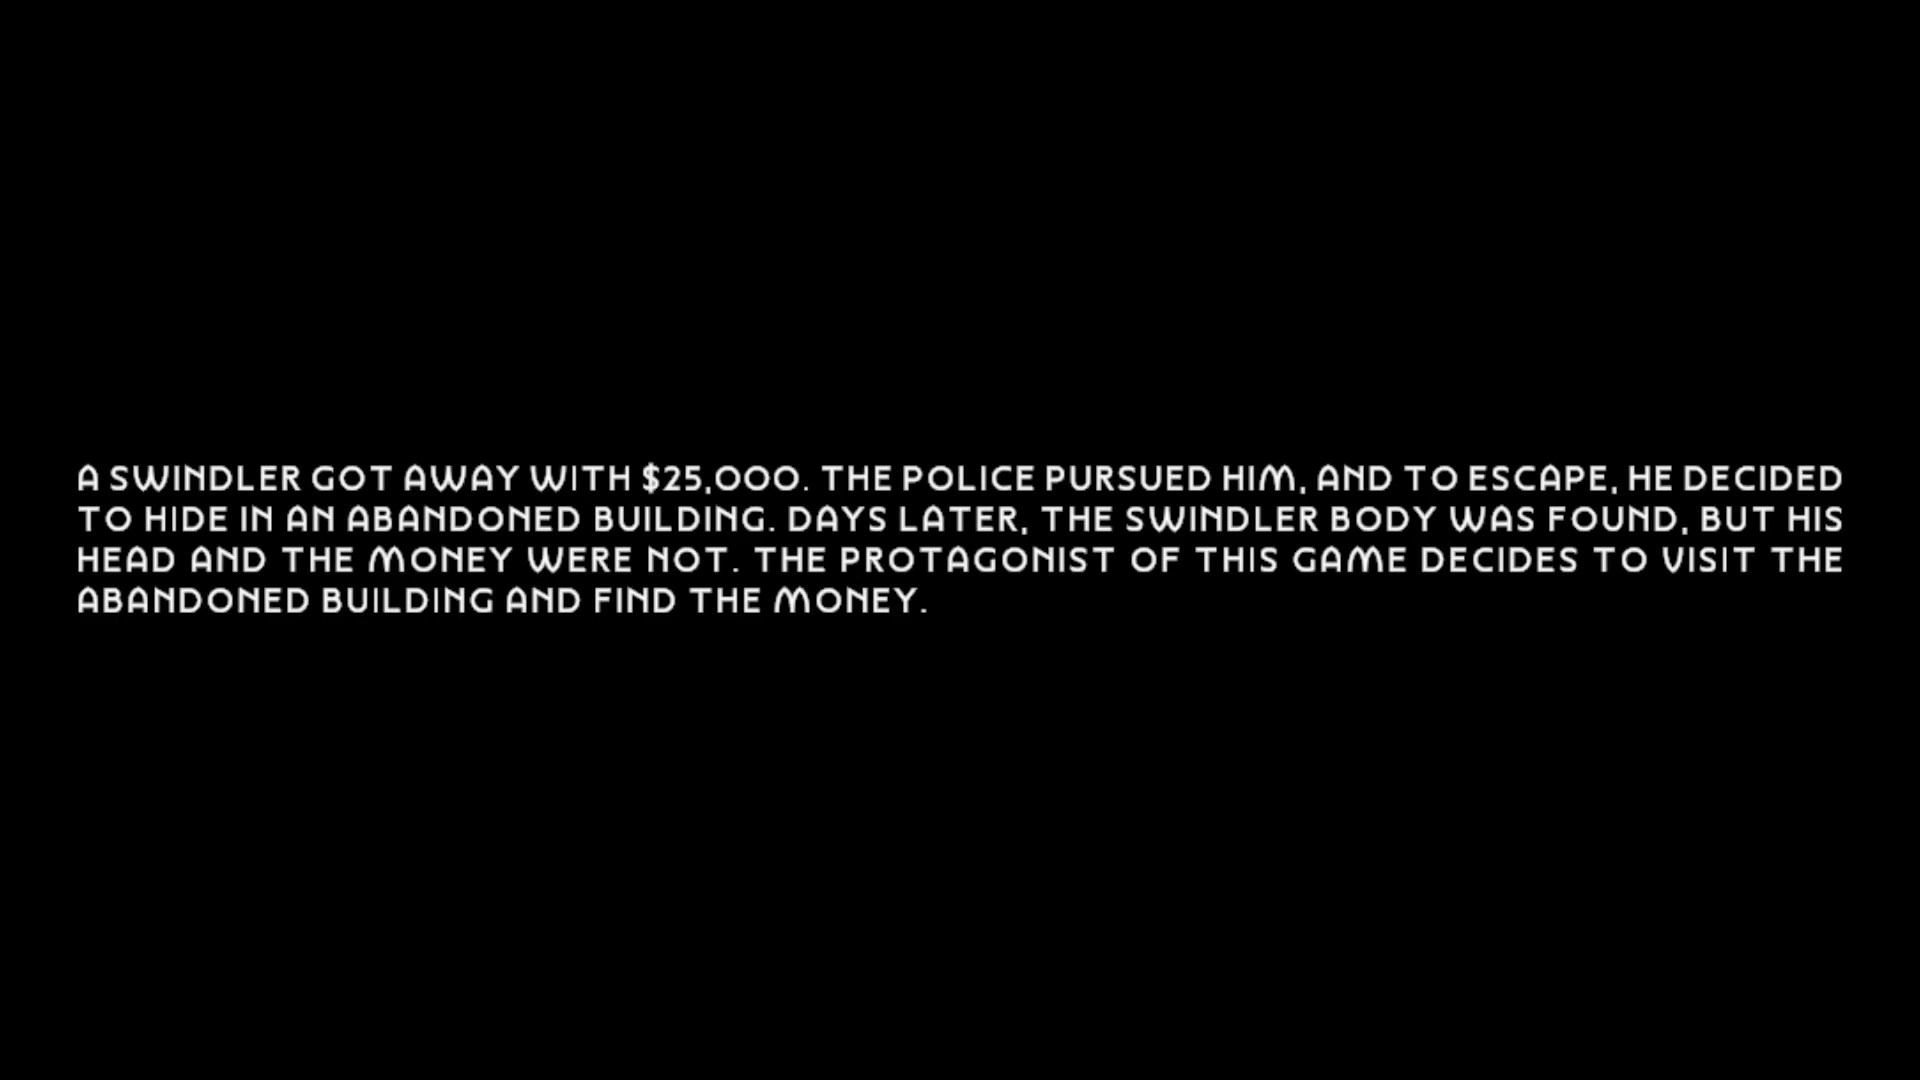 A SWINDLER GOT AWAY WITH $25,000. THE POLICE PURSUED HIM, AND TO ESCAPE, HE DECIDED
TO HIDE IN AN ABANDONED BUILDING. DAYS LATER, THE SWINDLER BODY WAS FOUND, BUT HIS
HEAD AND THE MONEY WERE NOT. THE PROTAGONIST OF THIS GAME DECIDES TO VISIT THE
ABANDONED BUILDING AND FIND THE MONEY.